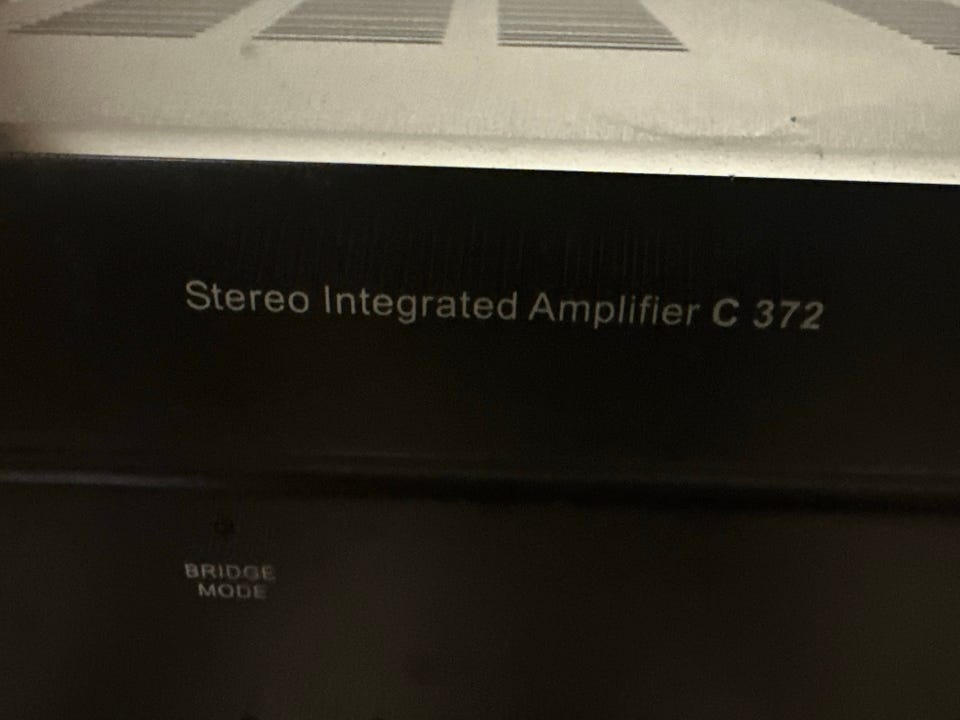 Stereo Integrated Amplifier C 372
BRIDGE
MODE